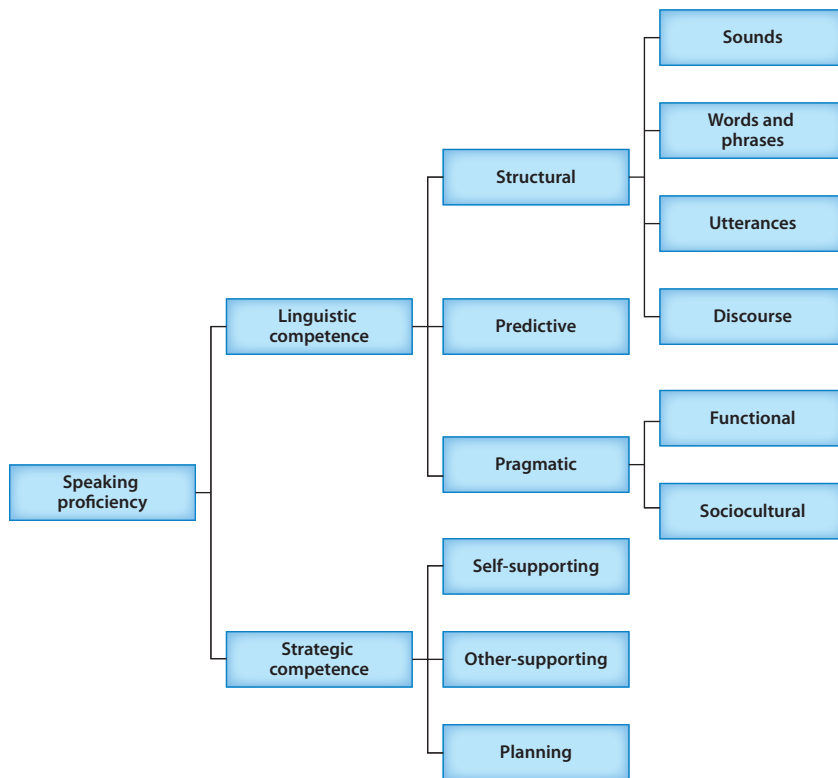 Sounds
Words and
phrases
Structural
Utterances
Linguistic
competence
Predictive
Discourse
Functional
Pragmatic
Speaking
proficiency
Sociocultural
Self-supporting
Strategic
competence
Other-supporting
Planning